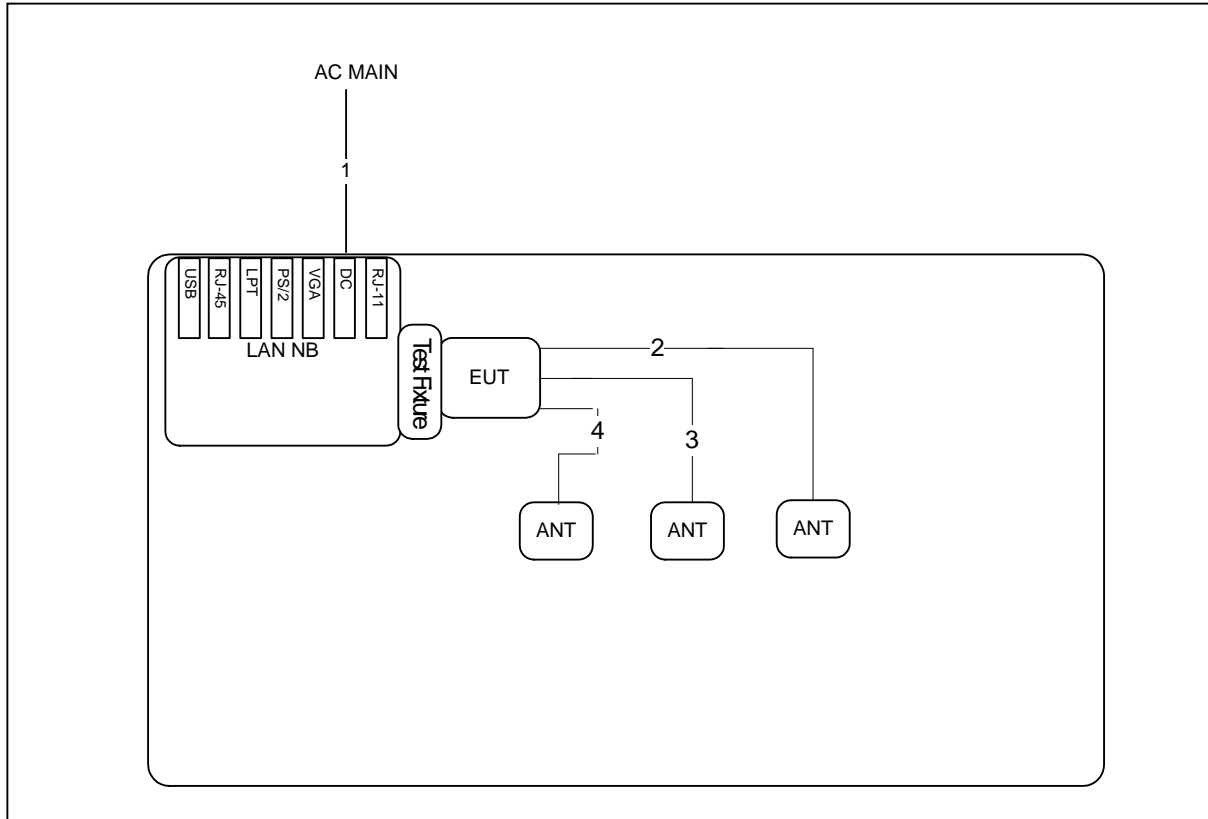 AC MAIN
1
USB
RJ-45
LPT
PS/2
VGA
DC
RJ-11
LAN NB
Test Fixture
EUT
2
3
4
ANT
ANT
ANT